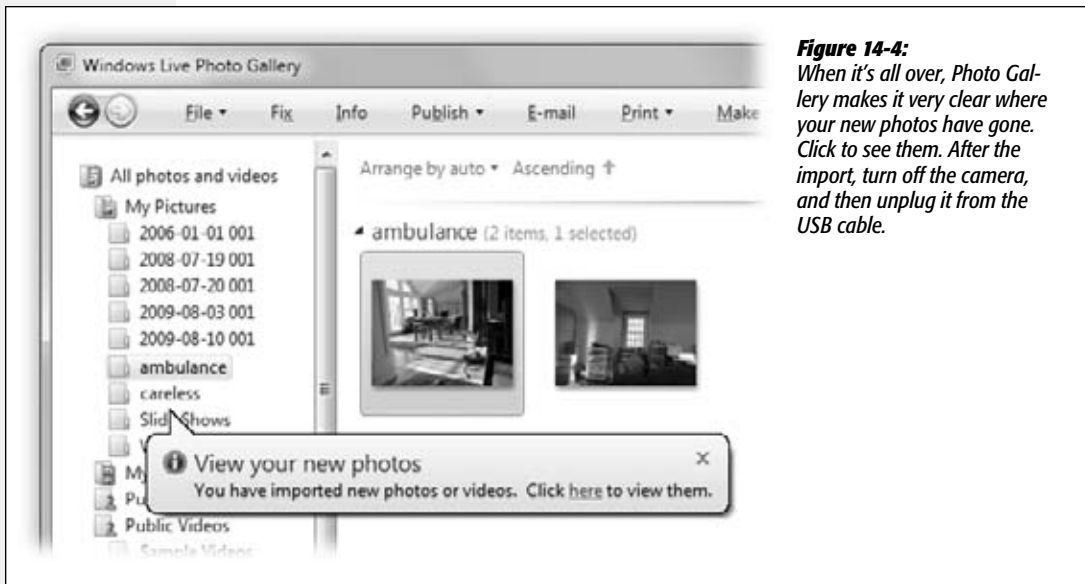 Windows Live Photo Gallery
File Fix Info Publish E-mail Print Make
All photos and videos
My Pictures
2006-01-01 001
2008-07-19 001
2008-07-20 001
2009-08-03 001
2009-08-10 001
ambulance
careless
Slide Shows
Public Videos
Sample Videos
Arrange by auto Ascending
ambulance (2 items, 1 selected)
View your new photos
You have imported new photos or videos. Click here to view them.
Figure 14-4:
When it's all over, Photo Gal-
lery makes it very clear where
your new photos have gone.
Click to see them. After the
import, turn off the camera,
and then unplug it from the
USB cable.